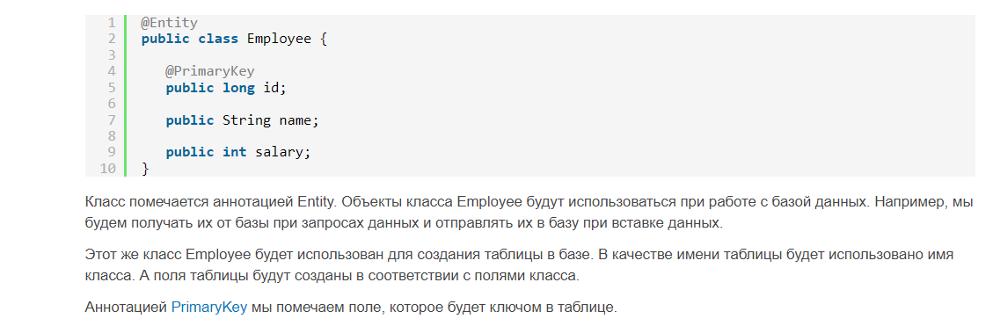 1 @Entity
2 public class Employee {
3
4 @PrimaryKey
5 public long id;
6
7 public String name;
8
9 public int salary;
10 }
Класс помечается аннотацией Entity. Объекты класса Employee будут использоваться при работе с базой данных. Например, мы
будем получать их от базы при запросах данных и отправлять их в базу при вставке данных.
Этот же класс Employee будет использован для создания таблицы в базе. В качестве имени таблицы будет использовано имя
класса. А поля таблицы будут созданы в соответствии с полями класса.
Аннотацией PrimaryKey мы помечаем поле, которое будет ключом в таблице.